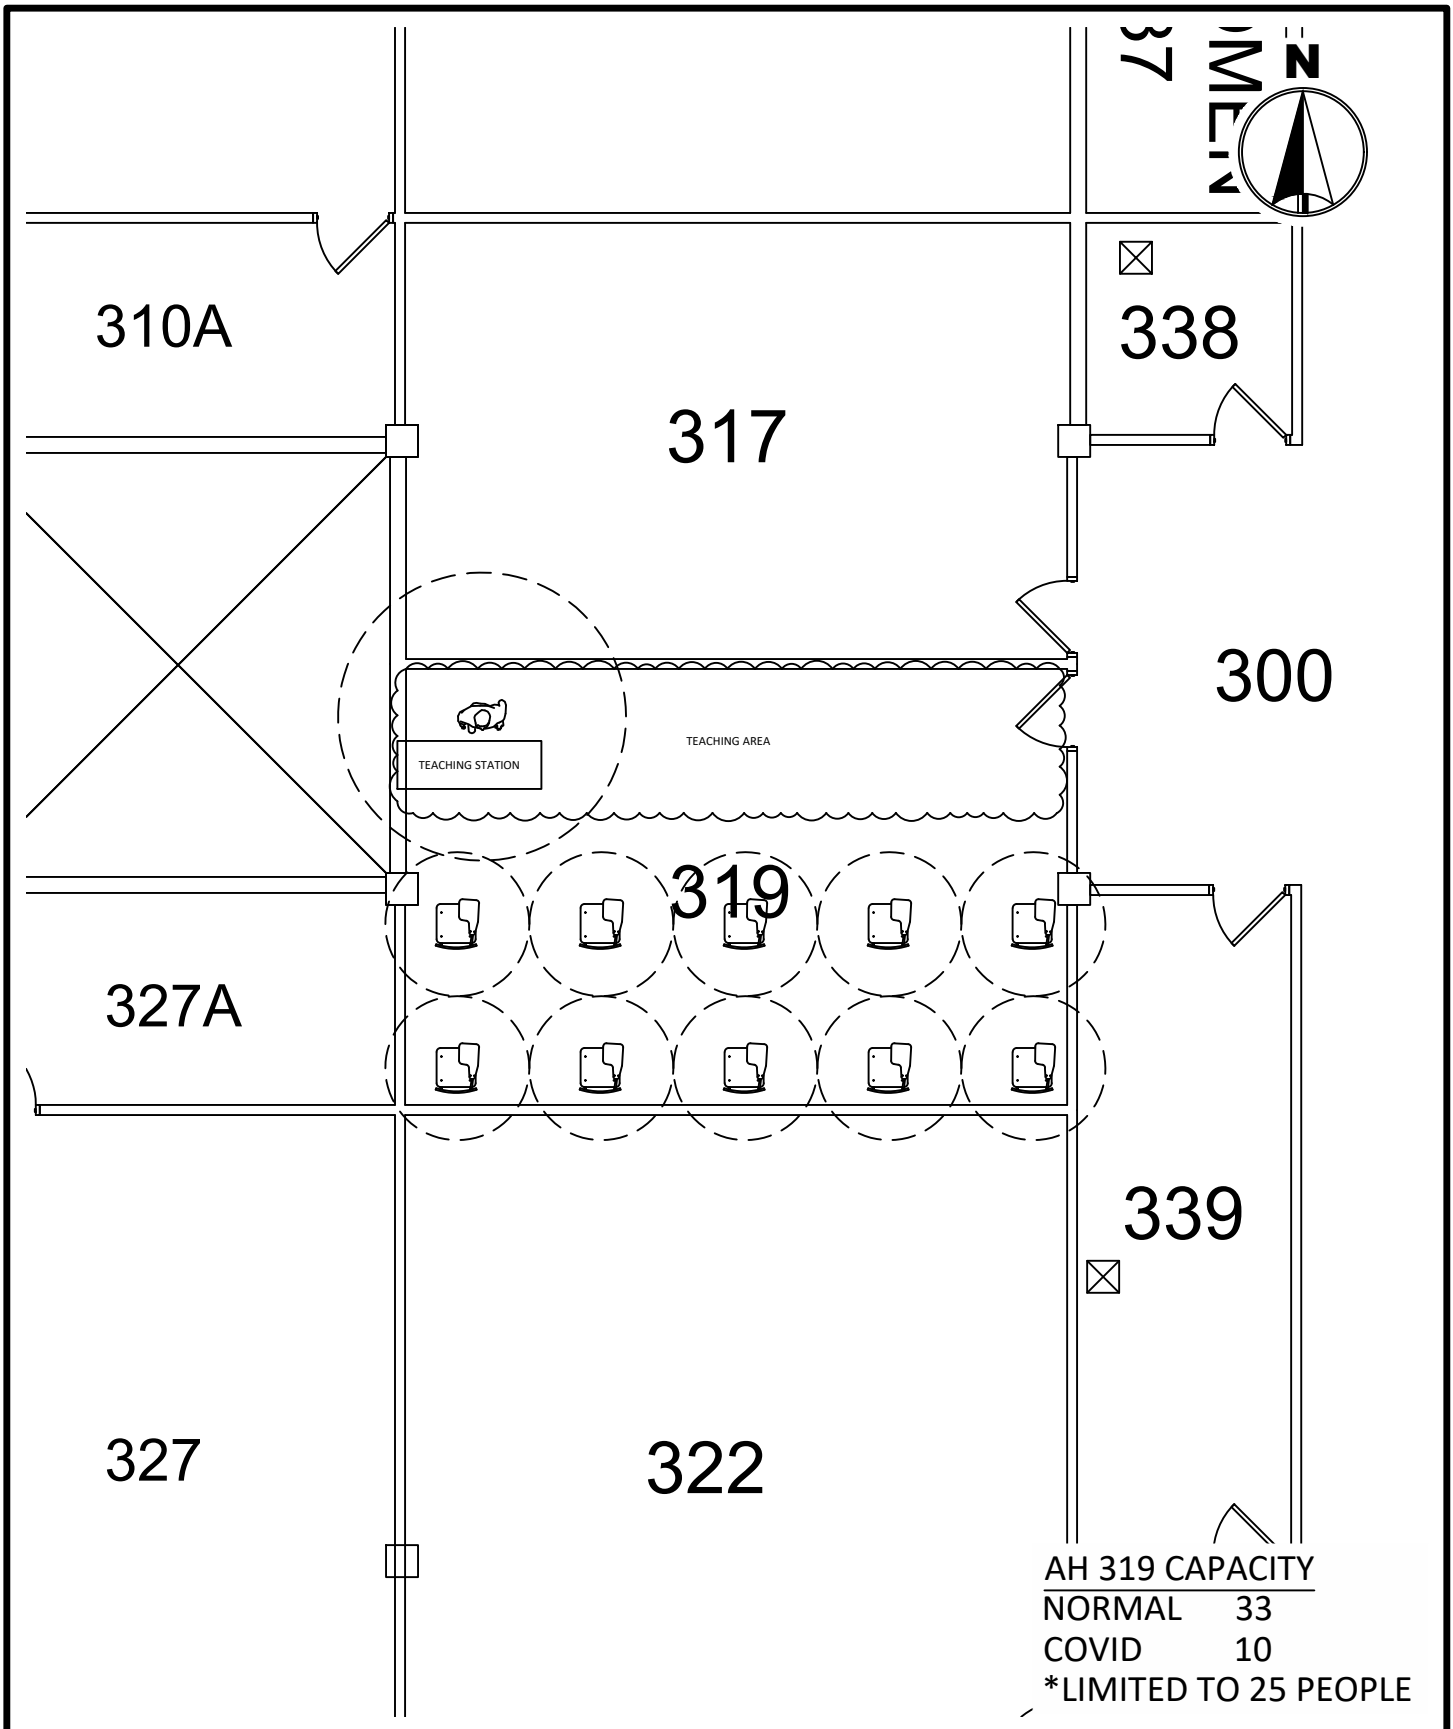 37
N
310A
338
317
300
TEACHING AREA
TEACHING STATION
319
327A
339
327
322
AH 319 CAPACITY
NORMAL 33
COVID 10
*LIMITED TO 25 PEOPLE